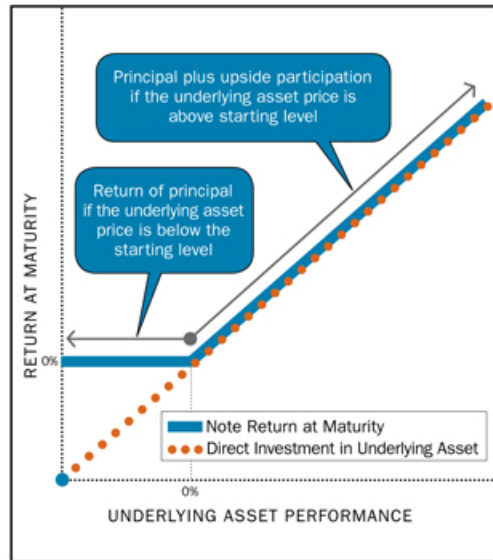 Principal plus upside participation
if the underlying asset price is
above starting level
Return of principal
if the underlying asset
price is below the
starting level
RETURN AT MATURITY
0%
Note Return at Maturity
Direct Investment in Underlying Asset
0%
UNDERLYING ASSET PERFORMANCE